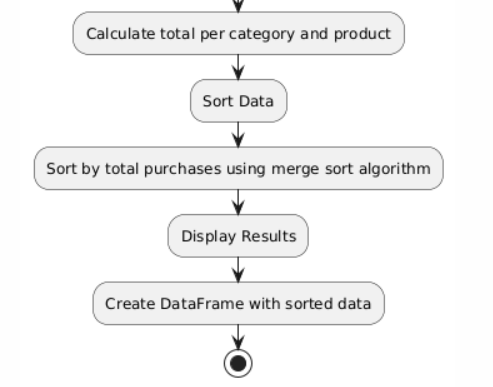 Calculate total per category and product
Sort Data
Sort by total purchases using merge sort algorithm
Display Results
Create DataFrame with sorted data